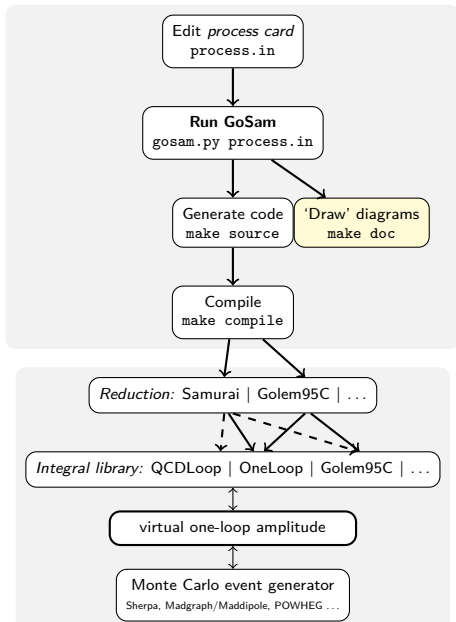 Edit process card
process.in
Run GoSam
gosam.py process.in
Generate code
make source
'Draw' diagrams
make doc
Compile
make compile
Reduction: Samurai | Golem95C | ...
Integral library: QCDLoop | OneLoop | Golem95C | ...
virtual one-loop amplitude
Monte Carlo event generator
Sherpa, Madgraph/Maddipole, POWHEG ...